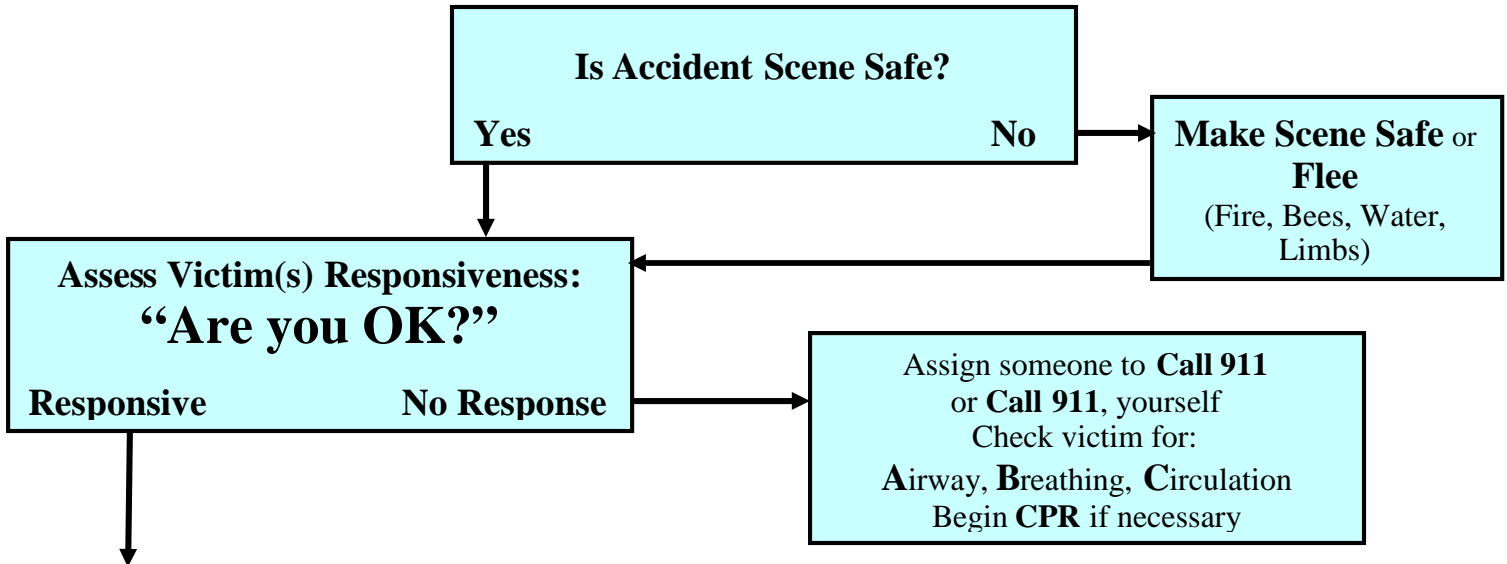 Is Accident Scene Safe?
Yes No
Make Scene Safe or
Flee
(Fire, Bees, Water,
Limbs)
Assess Victim(s) Responsiveness:
“Are you OK?”
Responsive No Response
Assign someone to Call 911
or Call 911, yourself
Check victim for:
Airway, Breathing, Circulation
Begin CPR if necessary